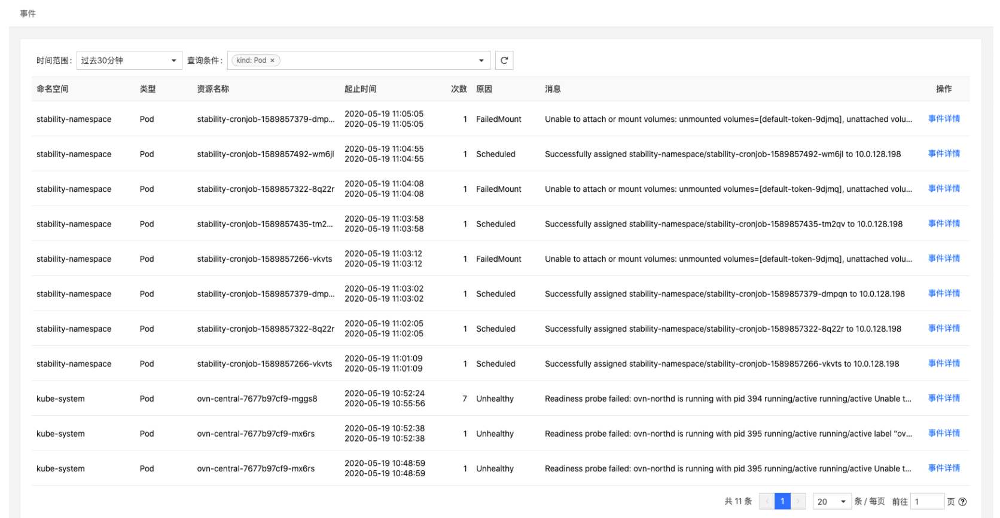 事件
时间范围： 过去30分钟 查询条件： kind: Pod ×
命名空间 类型 资源名称 起止时间 次数 原因 消息 操作
stability-namespace Pod stability-cronjob-1589857379-dmp... 2020-05-19 11:05:05 1 FailedMount Unable to attach or mount volumes: unmounted volumes=[default-token-9djmq], unattached volu... 事件详情
2020-05-19 11:05:05
stability-namespace Pod stability-cronjob-1589857492-wm6jl 2020-05-19 11:04:55 1 Scheduled Successfully assigned stability-namespace/stability-cronjob-1589857492-wm6jl to 10.0.128.198 事件详情
2020-05-19 11:04:55
stability-namespace Pod stability-cronjob-1589857322-8q22r 2020-05-19 11:04:08 1 FailedMount Unable to attach or mount volumes: unmounted volumes=[default-token-9djmq], unattached volu... 事件详情
2020-05-19 11:04:08
stability-namespace Pod stability-cronjob-1589857435-tm2... 2020-05-19 11:03:58 1 Scheduled Successfully assigned stability-namespace/stability-cronjob-1589857435-tm2qv to 10.0.128.198 事件详情
2020-05-19 11:03:58
stability-namespace Pod stability-cronjob-1589857266-vkvts 2020-05-19 11:03:12 1 FailedMount Unable to attach or mount volumes: unmounted volumes=[default-token-9djmq], unattached volu... 事件详情
2020-05-19 11:03:12
stability-namespace Pod stability-cronjob-1589857379-dmp... 2020-05-19 11:03:02 1 Scheduled Successfully assigned stability-namespace/stability-cronjob-1589857379-dmpqn to 10.0.128.198 事件详情
2020-05-19 11:03:02
stability-namespace Pod stability-cronjob-1589857322-8q22r 2020-05-19 11:02:05 1 Scheduled Successfully assigned stability-namespace/stability-cronjob-1589857322-8q22r to 10.0.128.198 事件详情
2020-05-19 11:02:05
stability-namespace Pod stability-cronjob-1589857266-vkvts 2020-05-19 11:01:09 1 Scheduled Successfully assigned stability-namespace/stability-cronjob-1589857266-vkvts to 10.0.128.198 事件详情
2020-05-19 11:01:09
kube-system Pod ovn-central-7677b97cf9-mggs8 2020-05-19 10:52:24 7 Unhealthy Readiness probe failed: ovn-northd is running with pid 394 running/active running/active Unable t... 事件详情
2020-05-19 10:55:56
kube-system Pod ovn-central-7677b97cf9-mx6rs 2020-05-19 10:52:38 1 Unhealthy Readiness probe failed: ovn-northd is running with pid 395 running/active running/active label "ov... 事件详情
2020-05-19 10:52:38
kube-system Pod ovn-central-7677b97cf9-mx6rs 2020-05-19 10:48:59 1 Unhealthy Readiness probe failed: ovn-northd is running with pid 395 running/active running/active Unable t... 事件详情
2020-05-19 10:48:59
共 11 条 < 1 > 20 条 / 每页 前往 1 页 ?